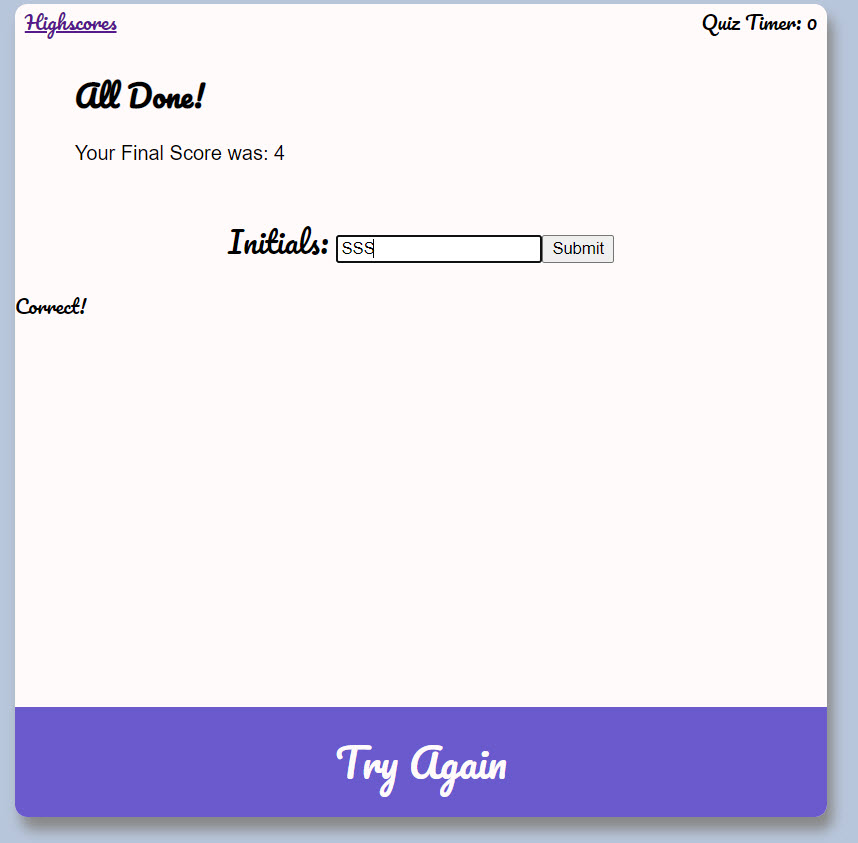 Highscores Quiz Timer: 0
All Done!
Your Final Score was: 4
Initials: SSS Submit
Correct!
Try Again